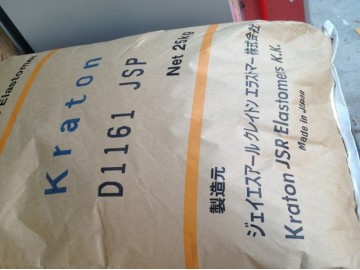 Elastomer
Kraton
D1161 JSP
Net 25kg
製造元
ジェイエスアール クレイトン エラストマー 株式会社
Kraton JSR Elastomers K.K.
Made in Japan